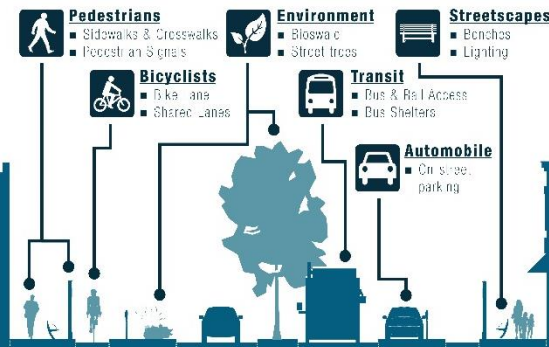 Pedestrians
▪ Sidewalks & Crosswalks
▪ Pedestrian Signals
Environment
▪ Bioswale
▪ Street trees
Streetscapes
▪ Benches
▪ Lighting
Bicyclists
▪ Bike Lane
▪ Shared Lanes
Transit
▪ Bus & Rail Access
▪ Bus Shelters
Automobile
▪ On street
parking